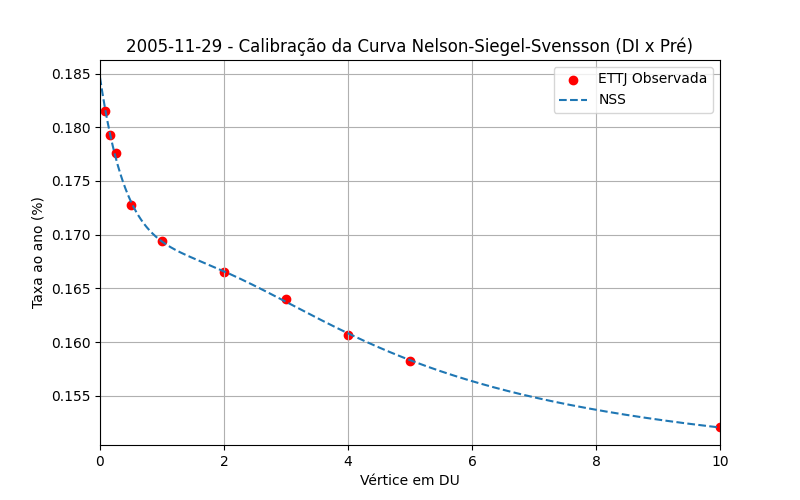 2005-11-29 - Calibração da Curva Nelson-Siegel-Svensson (DI x Pré)
ETTJ Observada
NSS
Taxa ao ano (%)
0.185
0.180
0.175
0.170
0.165
0.160
0.155
0 2 4 6 8 10
Vértice em DU